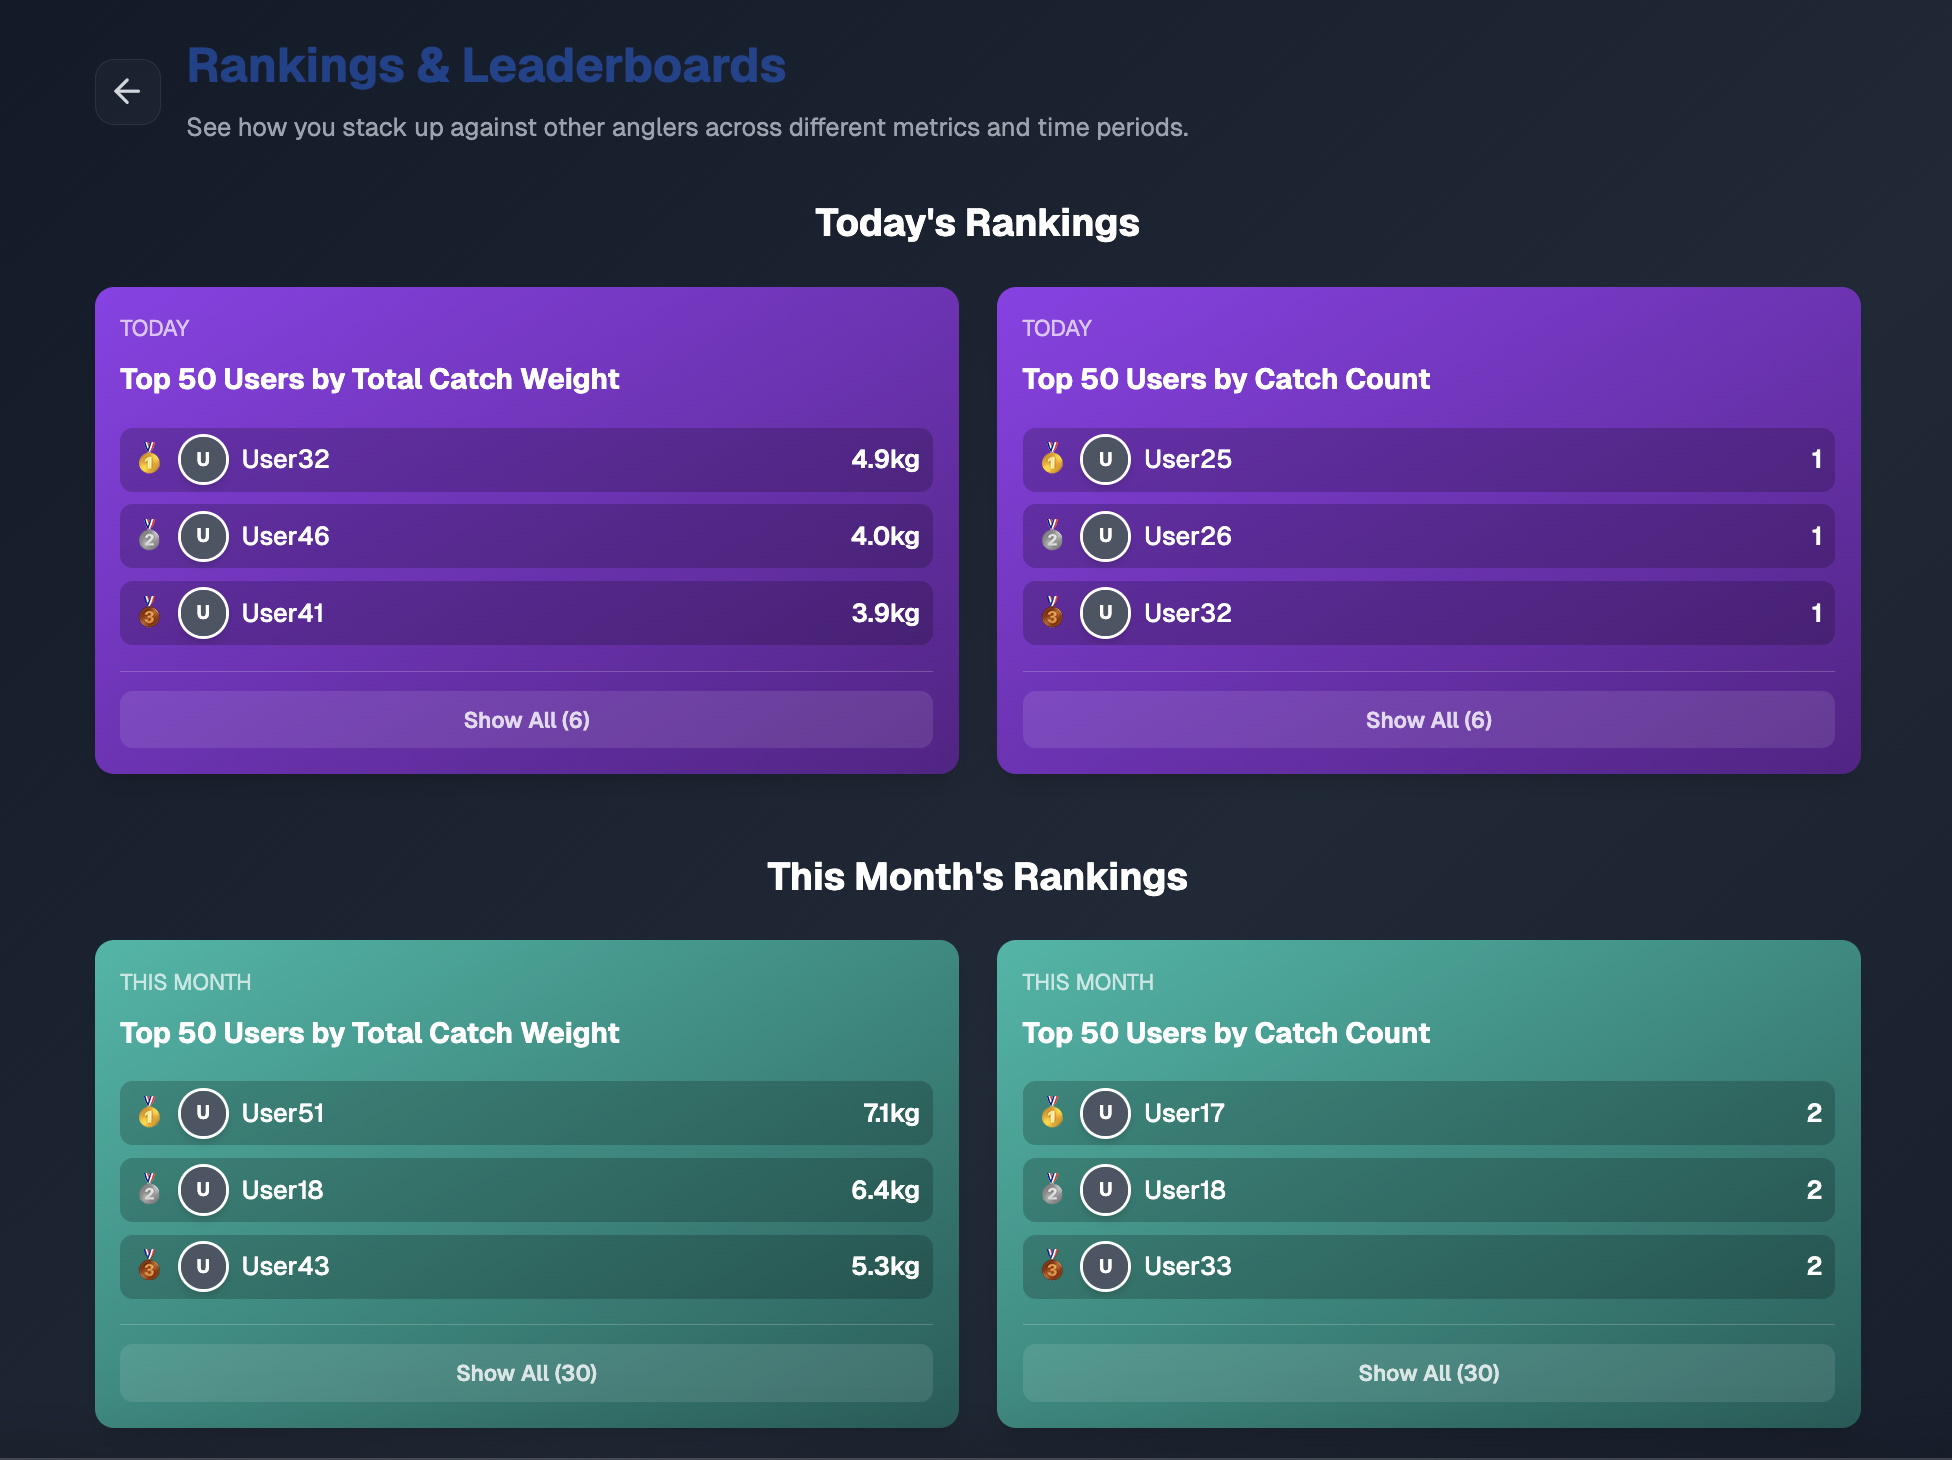 Rankings & Leaderboards
See how you stack up against other anglers across different metrics and time periods.
Today's Rankings
TODAY
Top 50 Users by Total Catch Weight
1 U User32 4.9kg
2 U User46 4.0kg
3 U User41 3.9kg
Show All (6)
TODAY
Top 50 Users by Catch Count
1 U User25 1
2 U User26 1
3 U User32 1
Show All (6)
This Month's Rankings
THIS MONTH
Top 50 Users by Total Catch Weight
1 U User51 7.1kg
2 U User18 6.4kg
3 U User43 5.3kg
Show All (30)
THIS MONTH
Top 50 Users by Catch Count
1 U User17 2
2 U User18 2
3 U User33 2
Show All (30)